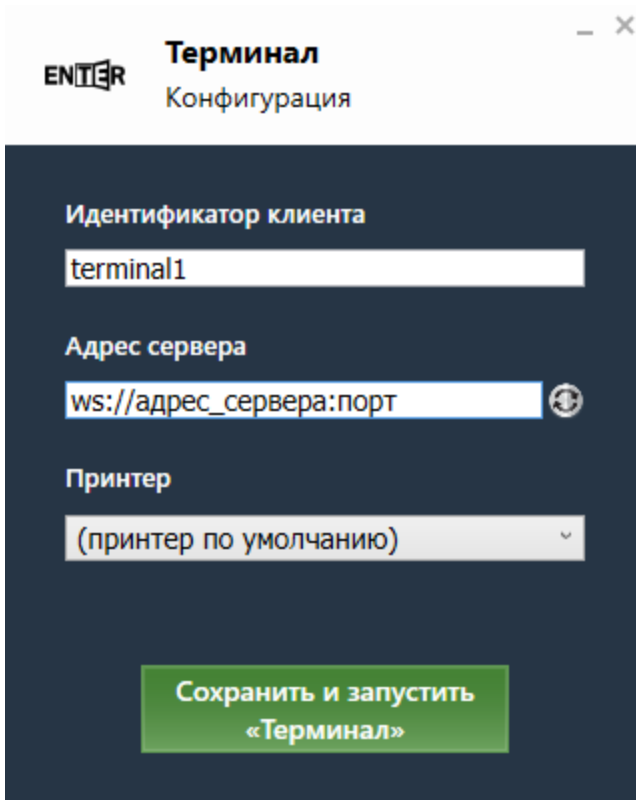 ENTER
Терминал
Конфигурация
Идентификатор клиента
terminal1
Адрес сервера
ws://адрес_сервера:порт
Принтер
(принтер по умолчанию)
Сохранить и запустить
«Терминал»